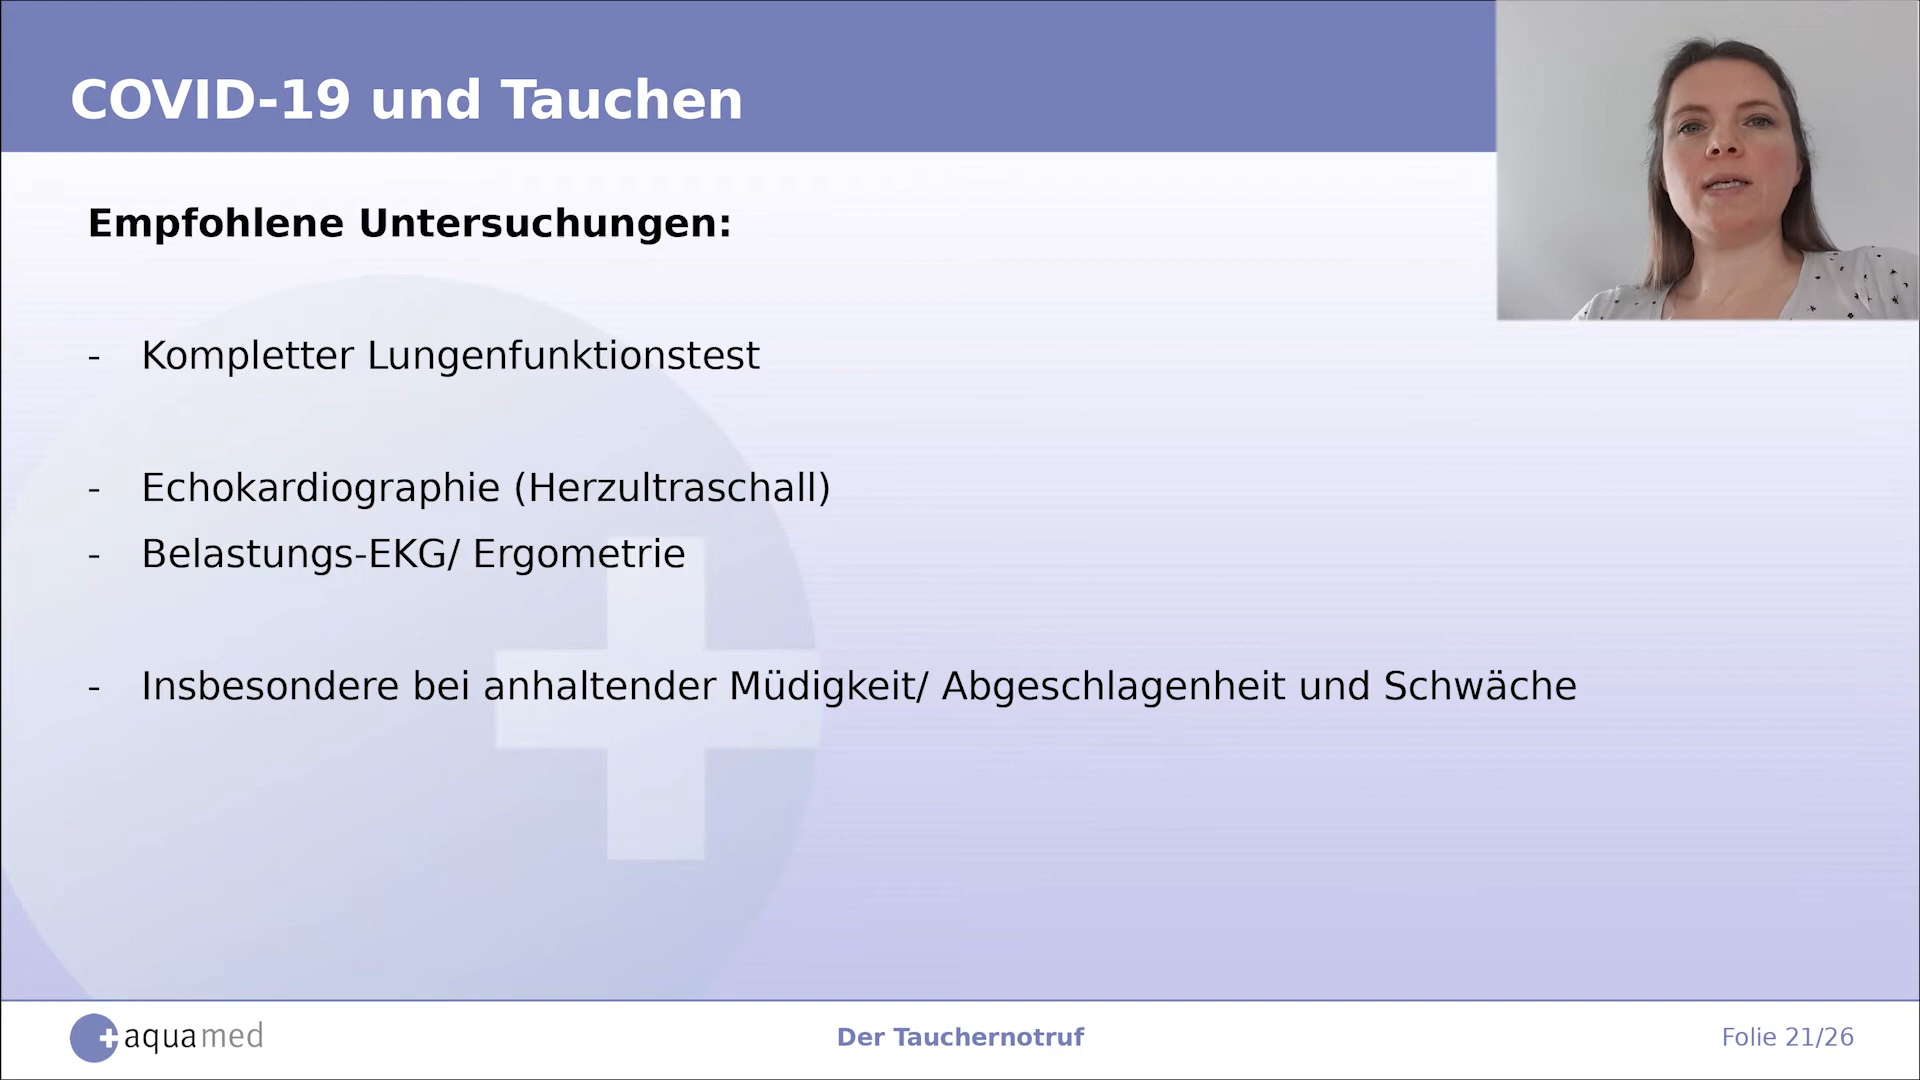 COVID-19 und Tauchen
Empfohlene Untersuchungen:
- Kompletter Lungenfunktionstest
- Echokardiographie (Herzultraschall)
- Belastungs-EKG/ Ergometrie
- Insbesondere bei anhaltender Müdigkeit/ Abgeschlagenheit und Schwäche
aquamed
Der Tauchernotruf
Folie 21/26